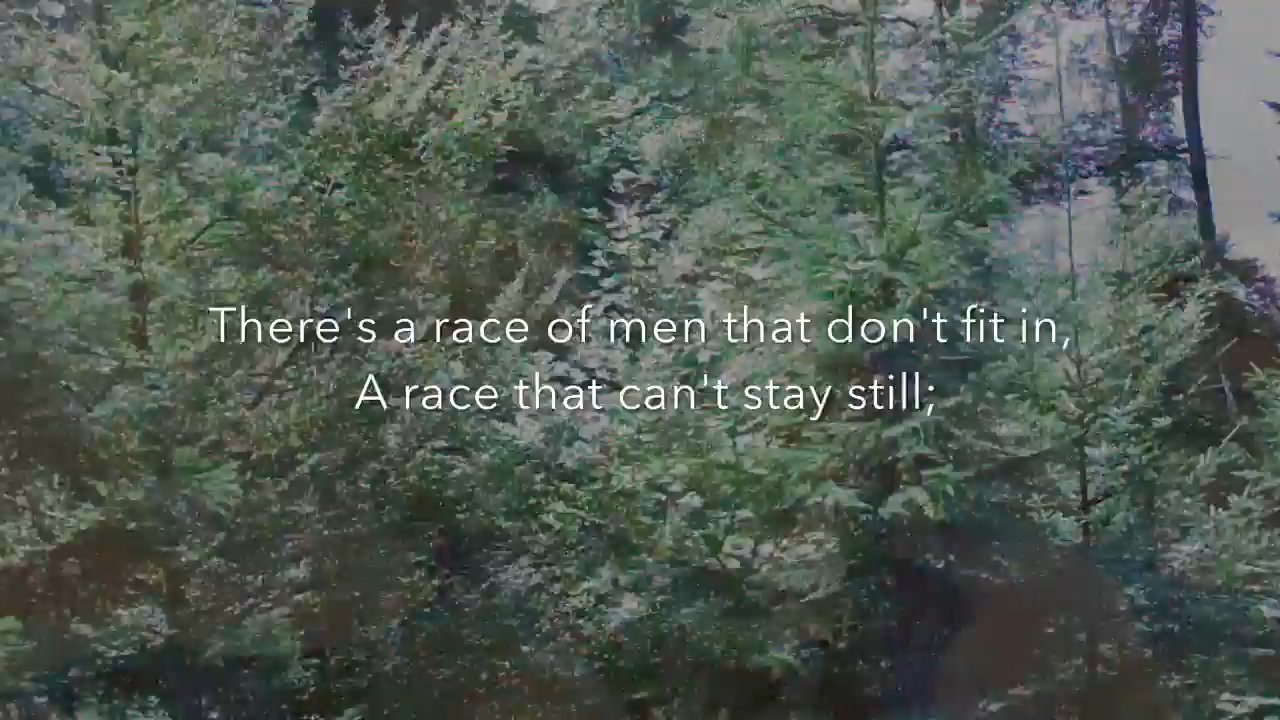 There's a race of men that don't fit in,
A race that can't stay still;